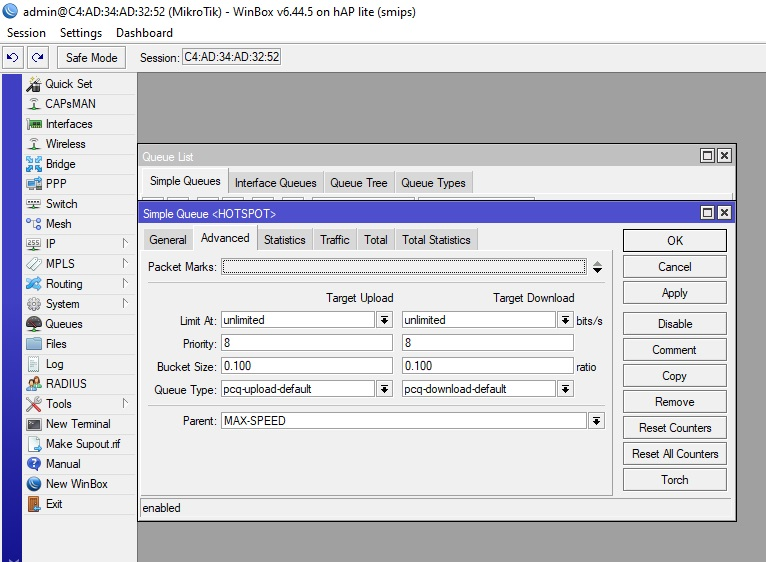 admin@C4:AD:34:AD:32:52 (MikroTik) - WinBox v6.44.5 on hAP lite (smips)
Session Settings Dashboard
Safe Mode Session: C4:AD:34:AD:32:52
Quick Set
CAPsMAN
Interfaces
Wireless
Bridge
PPP
Switch
Mesh
IP
MPLS
Routing
System
Queues
Files
Log
RADIUS
Tools
New Terminal
Make Supout.rif
Manual
New WinBox
Exit
Queue List
Simple Queues Interface Queues Queue Tree Queue Types
Simple Queue <HOTSPOT>
General Advanced Statistics Traffic Total Total Statistics
Packet Marks:
Target Upload Target Download
Limit At: unlimited unlimited bits/s
Priority: 8 8
Bucket Size: 0.100 0.100 ratio
Queue Type: pcq-upload-default pcq-download-default
Parent: MAX-SPEED
enabled
OK
Cancel
Apply
Disable
Comment
Copy
Remove
Reset Counters
Reset All Counters
Torch